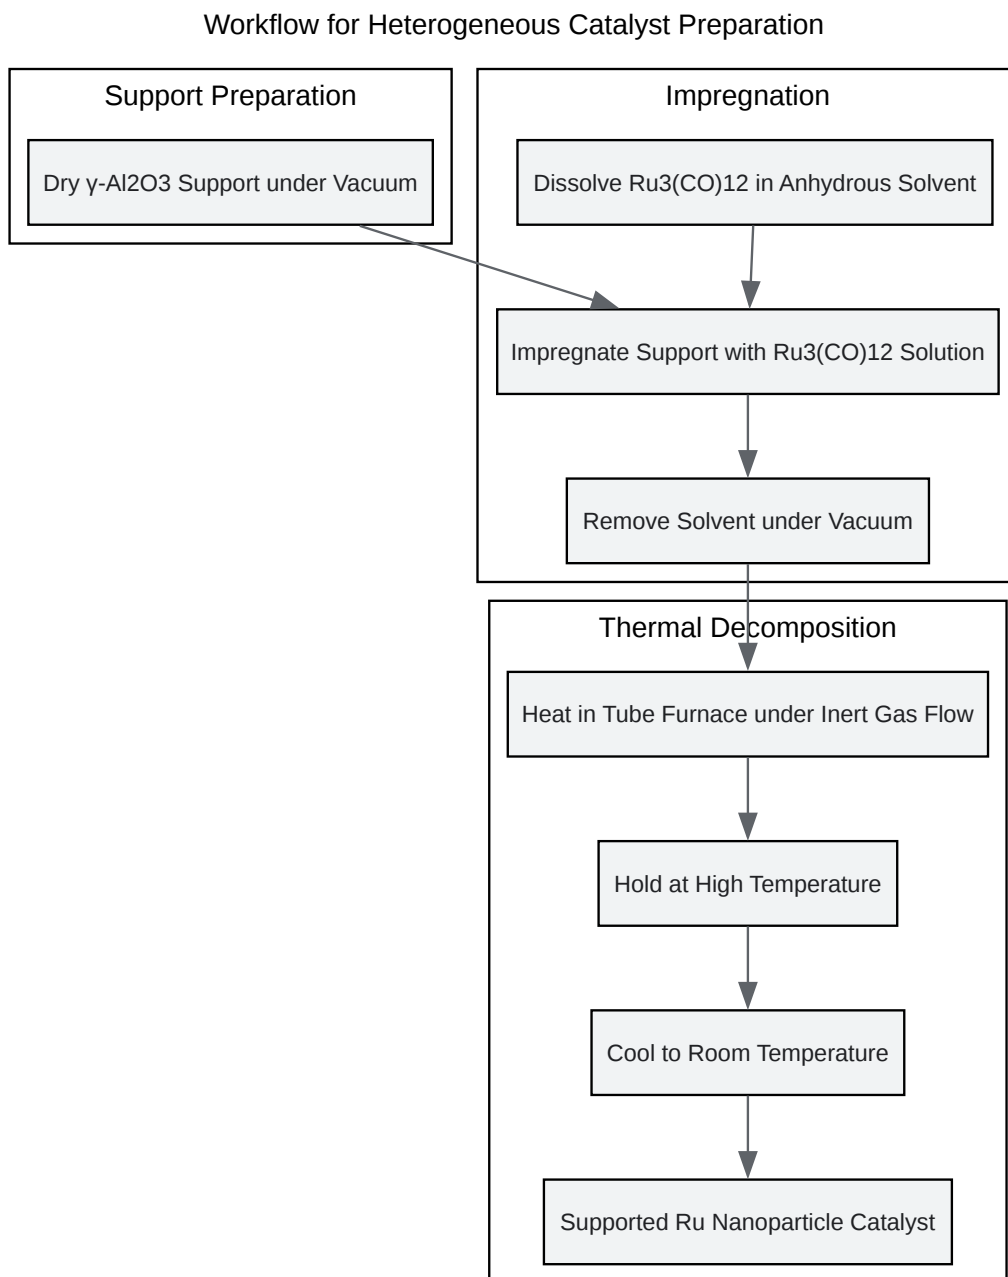 Workflow for Heterogeneous Catalyst Preparation
Support Preparation
Dry γ-Al2O3 Support under Vacuum
Impregnation
Dissolve Ru3(CO)12 in Anhydrous Solvent
Impregnate Support with Ru3(CO)12 Solution
Remove Solvent under Vacuum
Thermal Decomposition
Heat in Tube Furnace under Inert Gas Flow
Hold at High Temperature
Cool to Room Temperature
Supported Ru Nanoparticle Catalyst